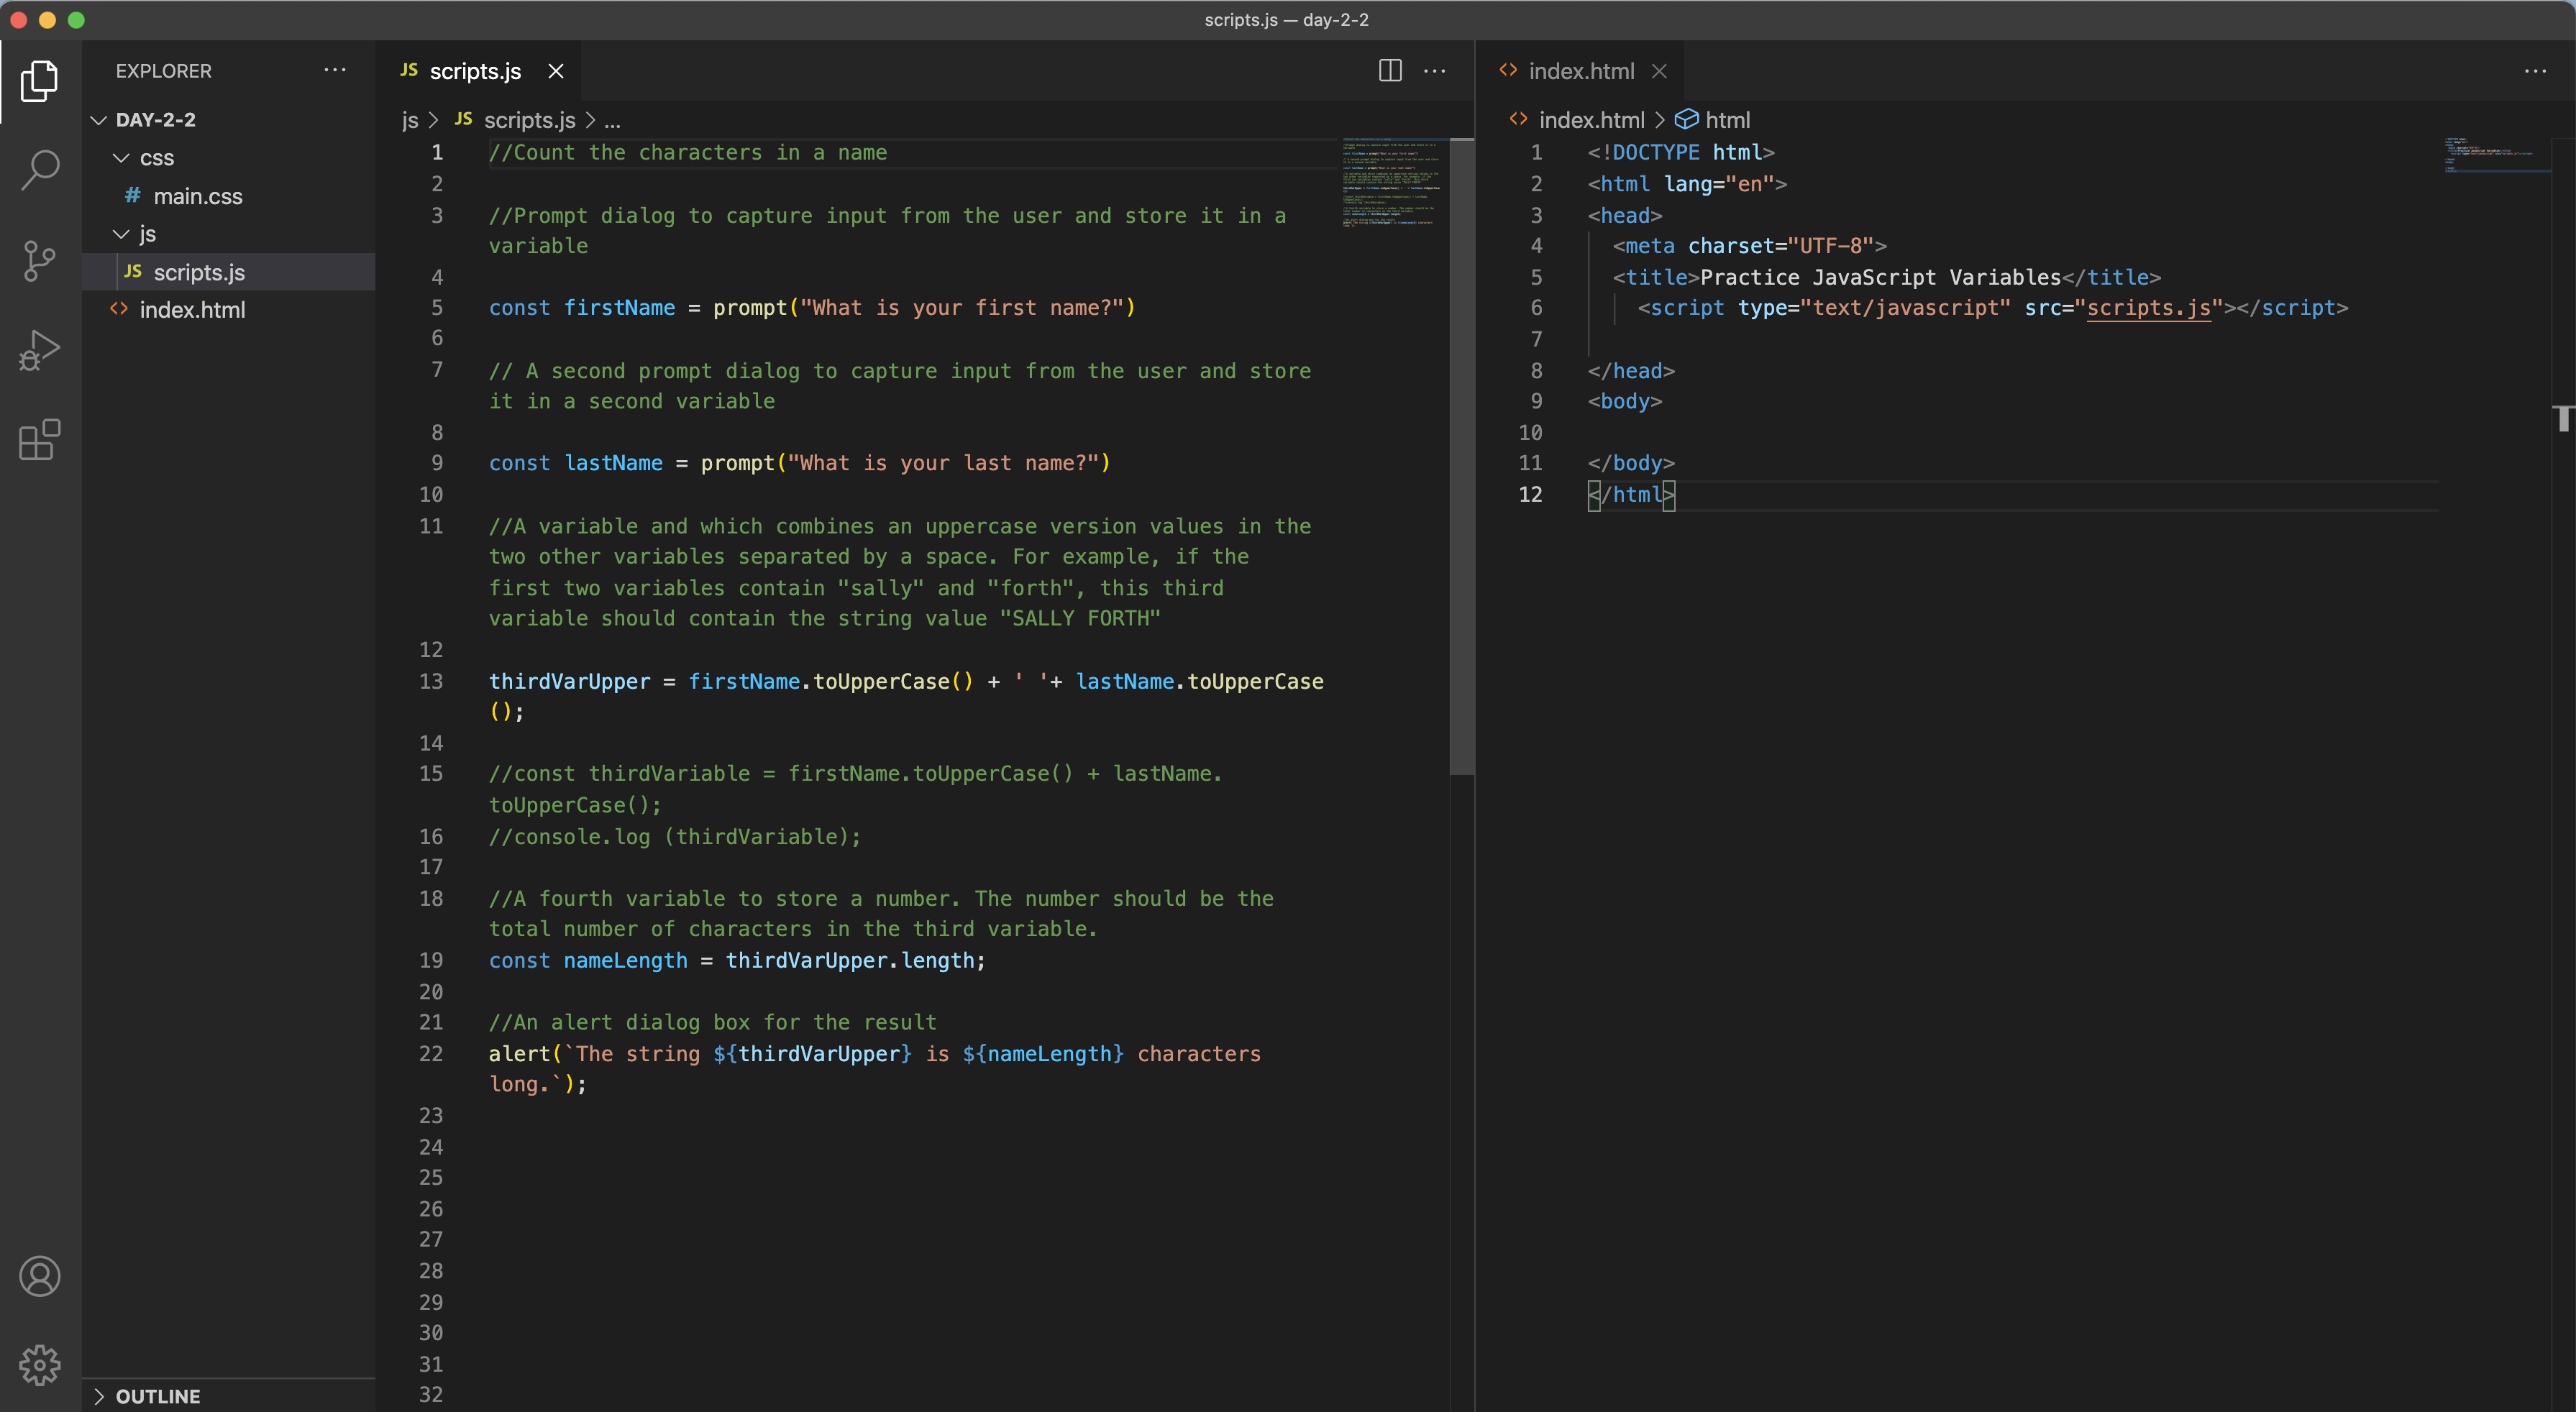 scripts.js — day-2-2
EXPLORER
DAY-2-2
css
# main.css
js
JS scripts.js
<> index.html
OUTLINE
JS scripts.js
js > JS scripts.js > ...
1 //Count the characters in a name
2
3 //Prompt dialog to capture input from the user and store it in a
variable
4
5 const firstName = prompt("What is your first name?")
6
7 // A second prompt dialog to capture input from the user and store
it in a second variable
8
9 const lastName = prompt("What is your last name?")
10
11 //A variable and which combines an uppercase version values in the
two other variables separated by a space. For example, if the
first two variables contain "sally" and "forth", this third
variable should contain the string value "SALLY FORTH"
12
13 thirdVarUpper = firstName.toUpperCase() + ' '+ lastName.toUpperCase
();
14
15 //const thirdVariable = firstName.toUpperCase() + lastName.
toUpperCase();
16 //console.log (thirdVariable);
17
18 //A fourth variable to store a number. The number should be the
total number of characters in the third variable.
19 const nameLength = thirdVarUpper.length;
20
21 //An alert dialog box for the result
22 alert(`The string ${thirdVarUpper} is ${nameLength} characters
long.`);
23
24
25
26
27
28
29
30
31
32
<> index.html
<> index.html > html
1 <!DOCTYPE html>
2 <html lang="en">
3 <head>
4 <meta charset="UTF-8">
5 <title>Practice JavaScript Variables</title>
6 <script type="text/javascript" src="scripts.js"></script>
7
8 </head>
9 <body>
10
11 </body>
12 </html>